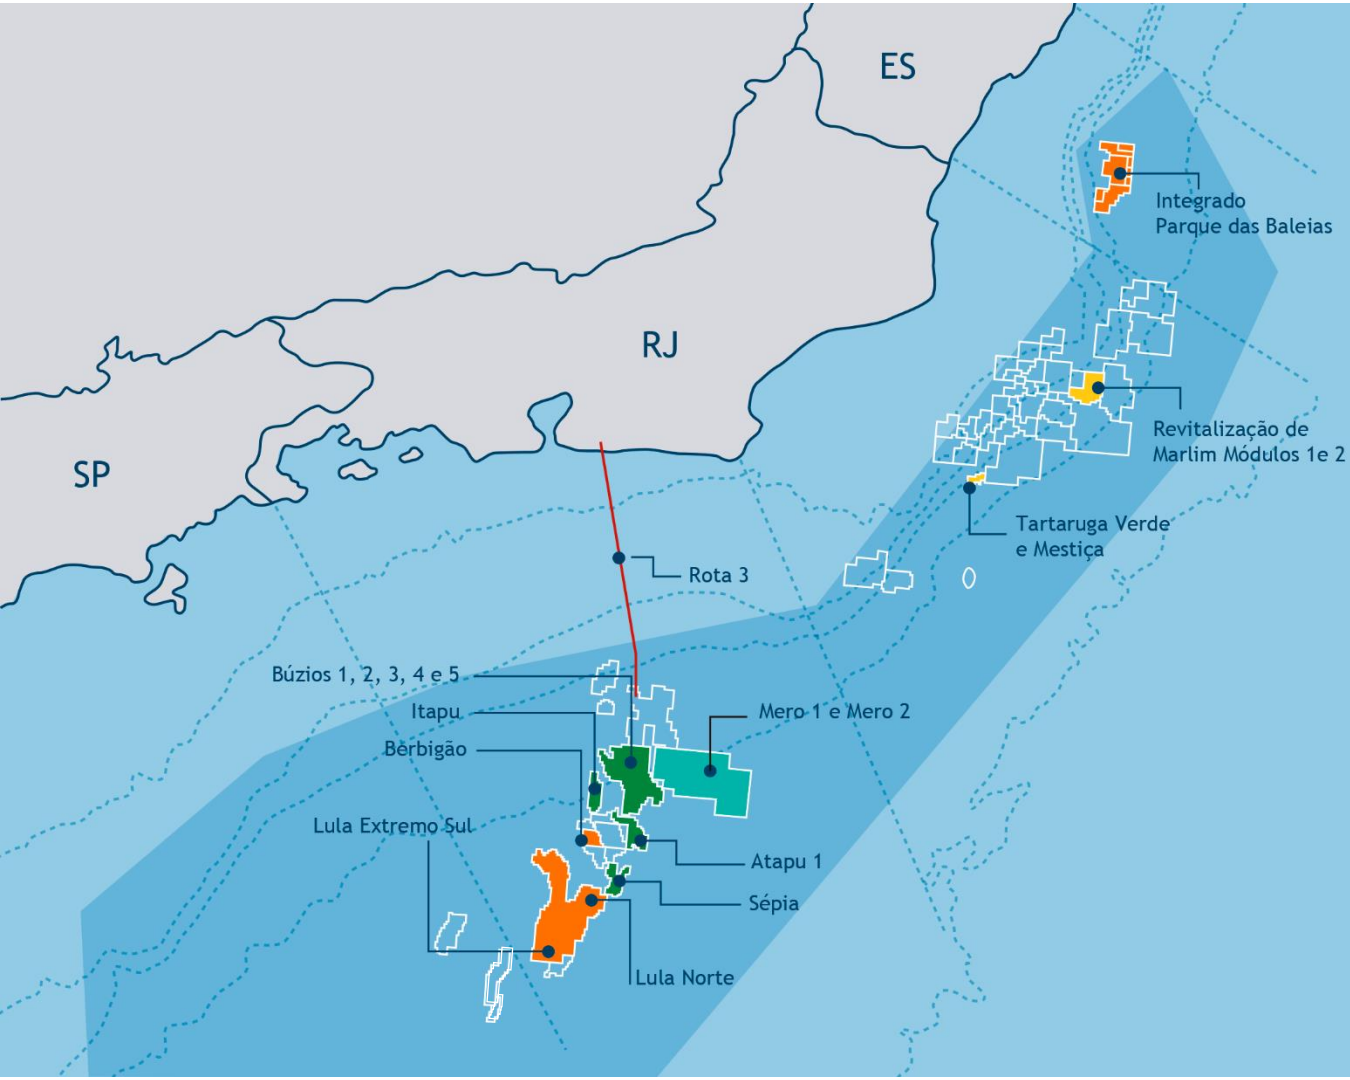 ES
Integrado
Parque das Baleias
RJ
Revitalização de
Marlim Módulos 1e 2
SP
Tartaruga Verde
e Mestiça
Rota 3
Búzios 1, 2, 3, 4 e 5
Itapu
Mero 1 e Mero 2
Berbigão
Lula Extremo Sul
Atapu 1
Sépia
Lula Norte